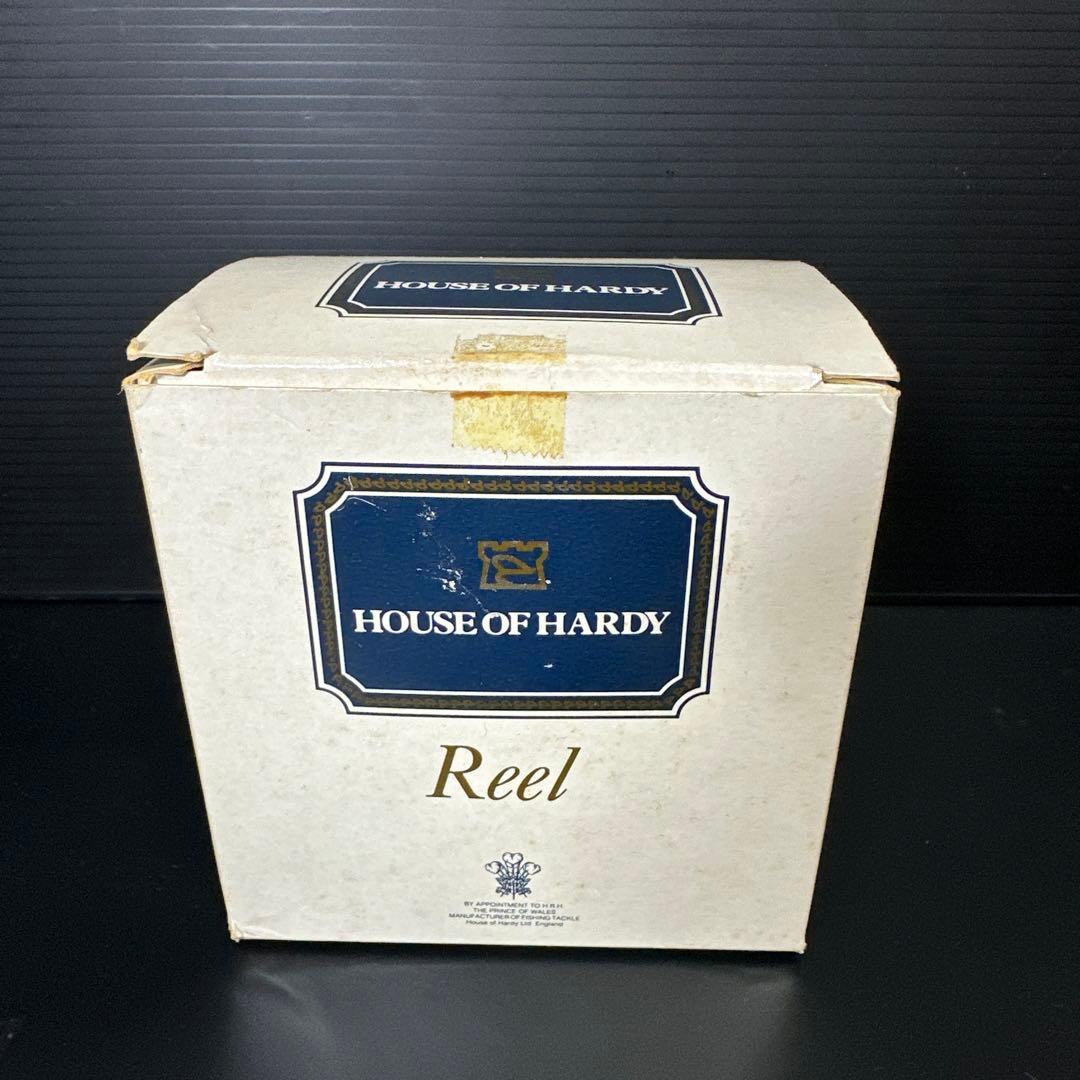 HOUSE OF HARDY
HOUSE OF HARDY
Reel
BY APPOINTMENT TO H.R.H.
THE PRINCE OF WALES
MANUFACTURER OF FISHING TACKLE
House of Hardy Ltd England